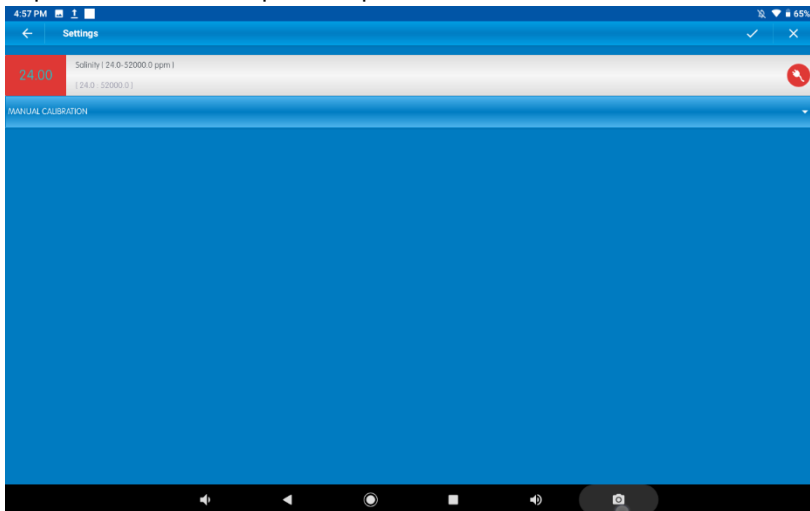 4:57 PM 65%
Settings
24.00
Salinity ( 24.0-52000.0 ppm )
( 24.0 , 52000.0 )
MANUAL CALIBRATION